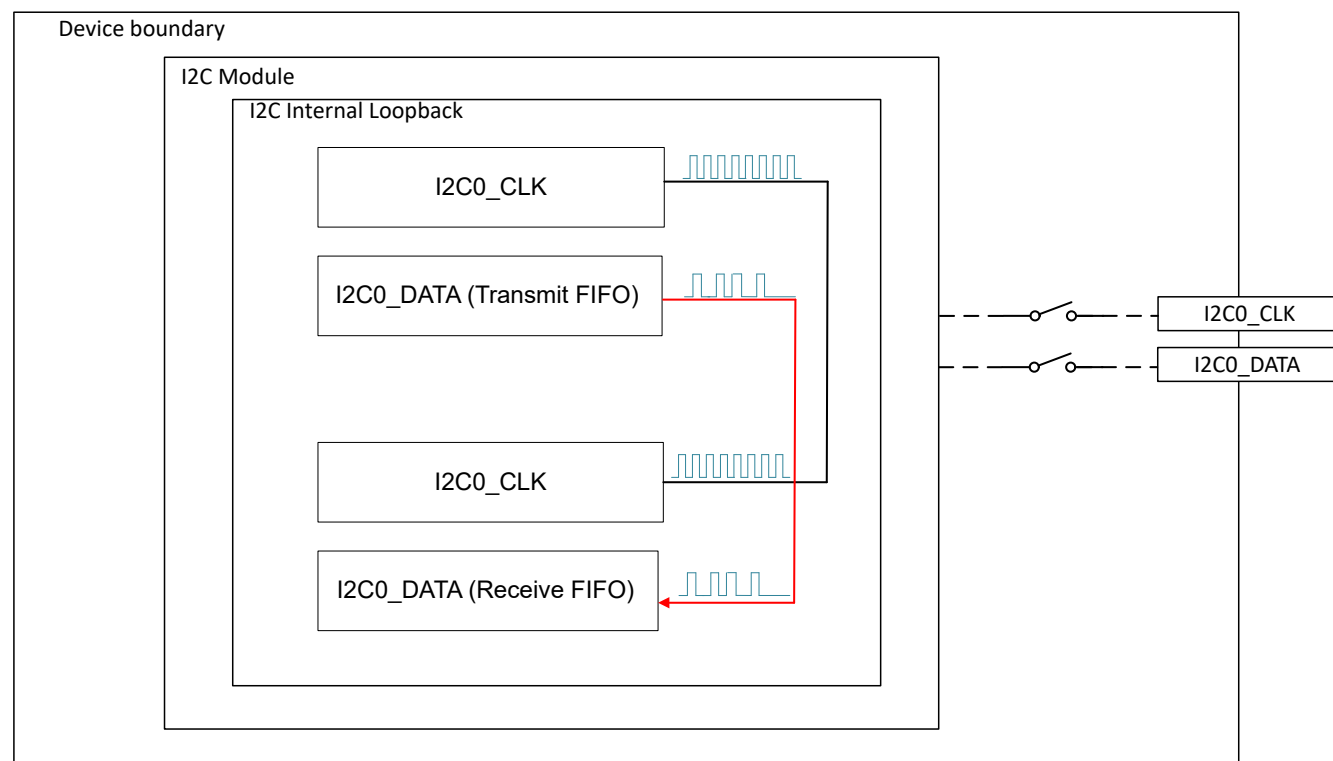 Device boundary
I2C Module
I2C Internal Loopback
I2C0_CLK
I2C0_DATA (Transmit FIFO)
I2C0_CLK
I2C0_DATA
I2C0_CLK
I2C0_DATA (Receive FIFO)